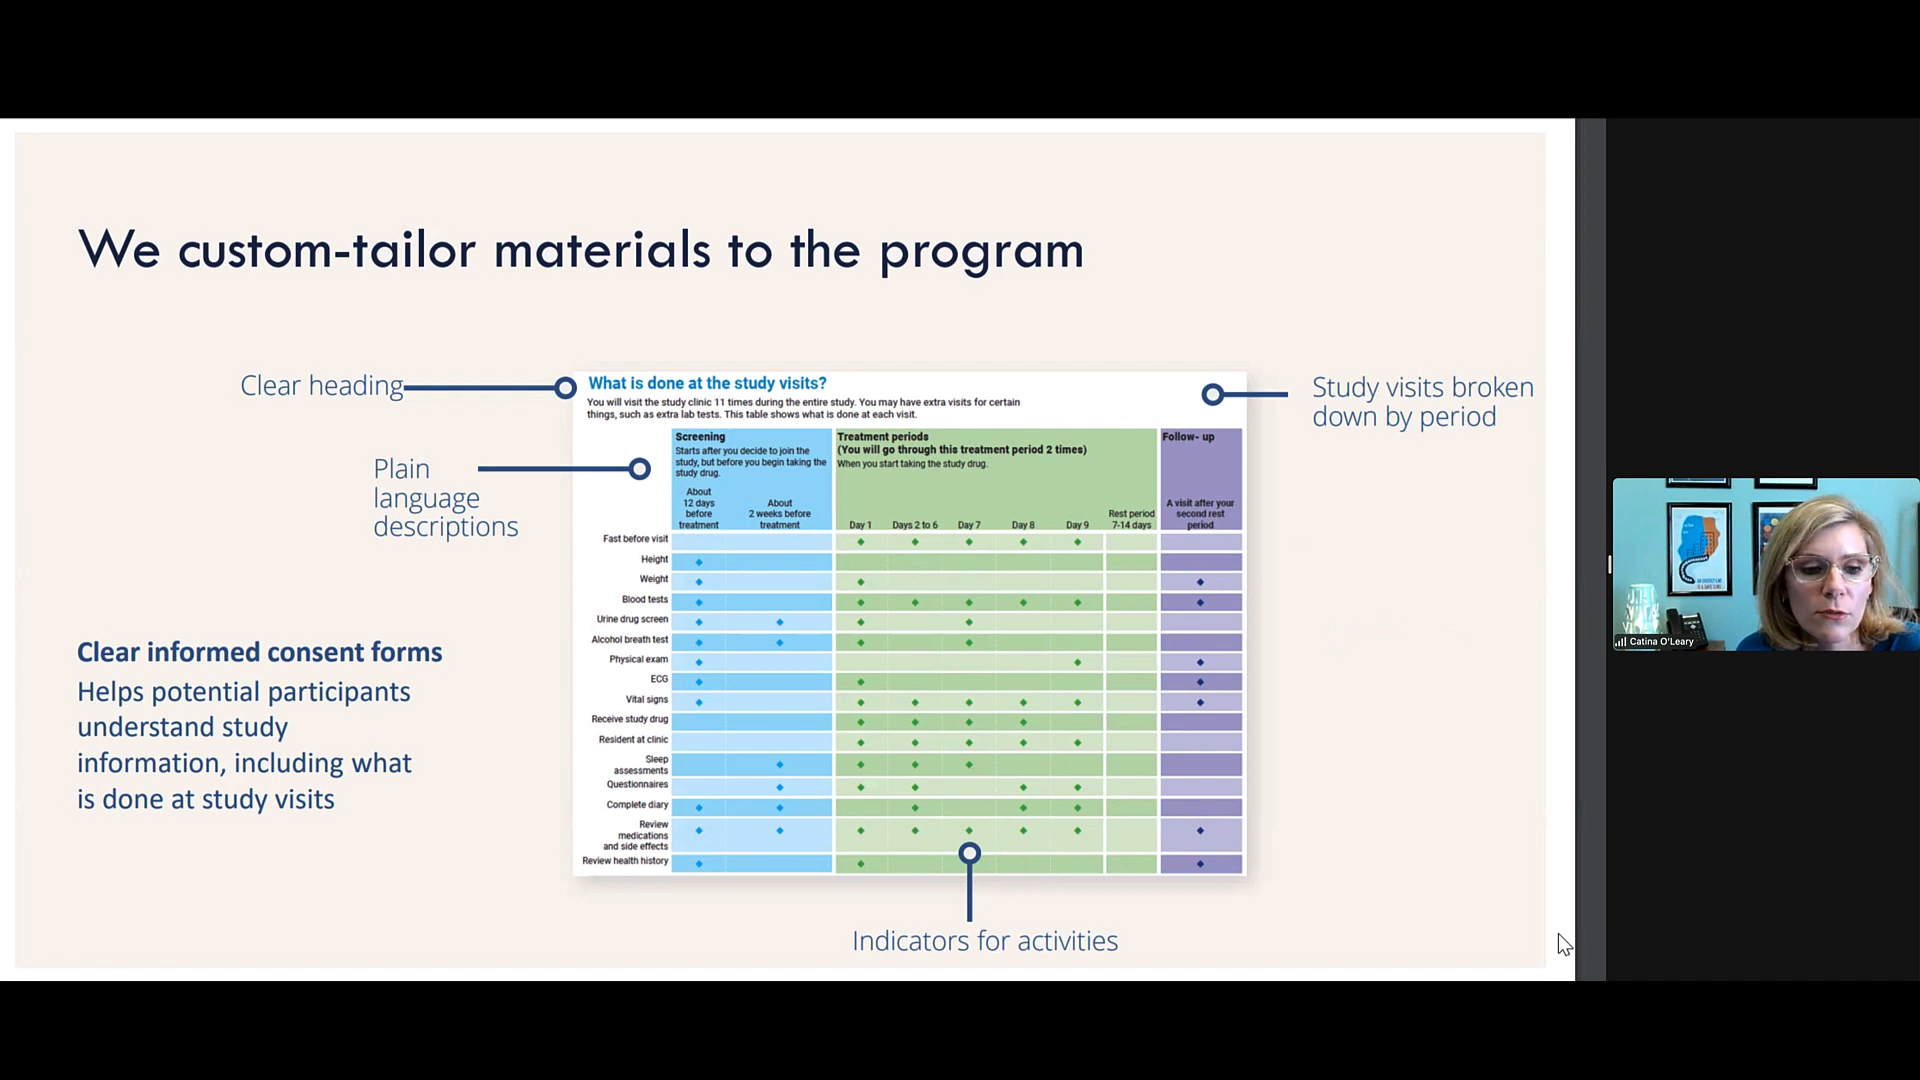 We custom-tailor materials to the program
Clear heading
Plain
language
descriptions
Clear informed consent forms
Helps potential participants
understand study
information, including what
is done at study visits
What is done at the study visits?
You will visit the study clinic 11 times during the entire study. You may have extra visits for certain
things, such as extra lab tests. This table shows what is done at each visit.
Screening
Starts after you decide to join the
study, but before you begin taking the
study drug.
About
12 days
before
treatment
About
2 weeks before
treatment
Treatment periods
(You will go through this treatment period 2 times)
When you start taking the study drug.
Day 1
Days 2 to 6
Day 7
Day 8
Day 9
Rest period
7-14 days
Follow- up
A visit after your
second rest
period
Fast before visit
Height
Weight
Blood tests
Urine drug screen
Alcohol breath test
Physical exam
ECG
Vital signs
Receive study drug
Resident at clinic
Sleep
assessments
Questionnaires
Complete diary
Review
medications
and side effects
Review health history
Study visits broken
down by period
Indicators for activities
Catina O'Leary